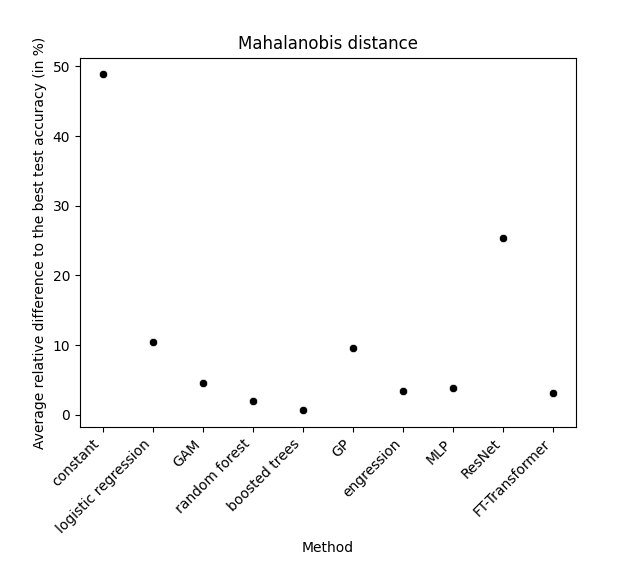 Mahalanobis distance
Average relative difference to the best test accuracy (in %)
50
40
30
20
10
0
constant
logistic regression
GAM
random forest
boosted trees
GP
engression
MLP
ResNet
FT-Transformer
Method